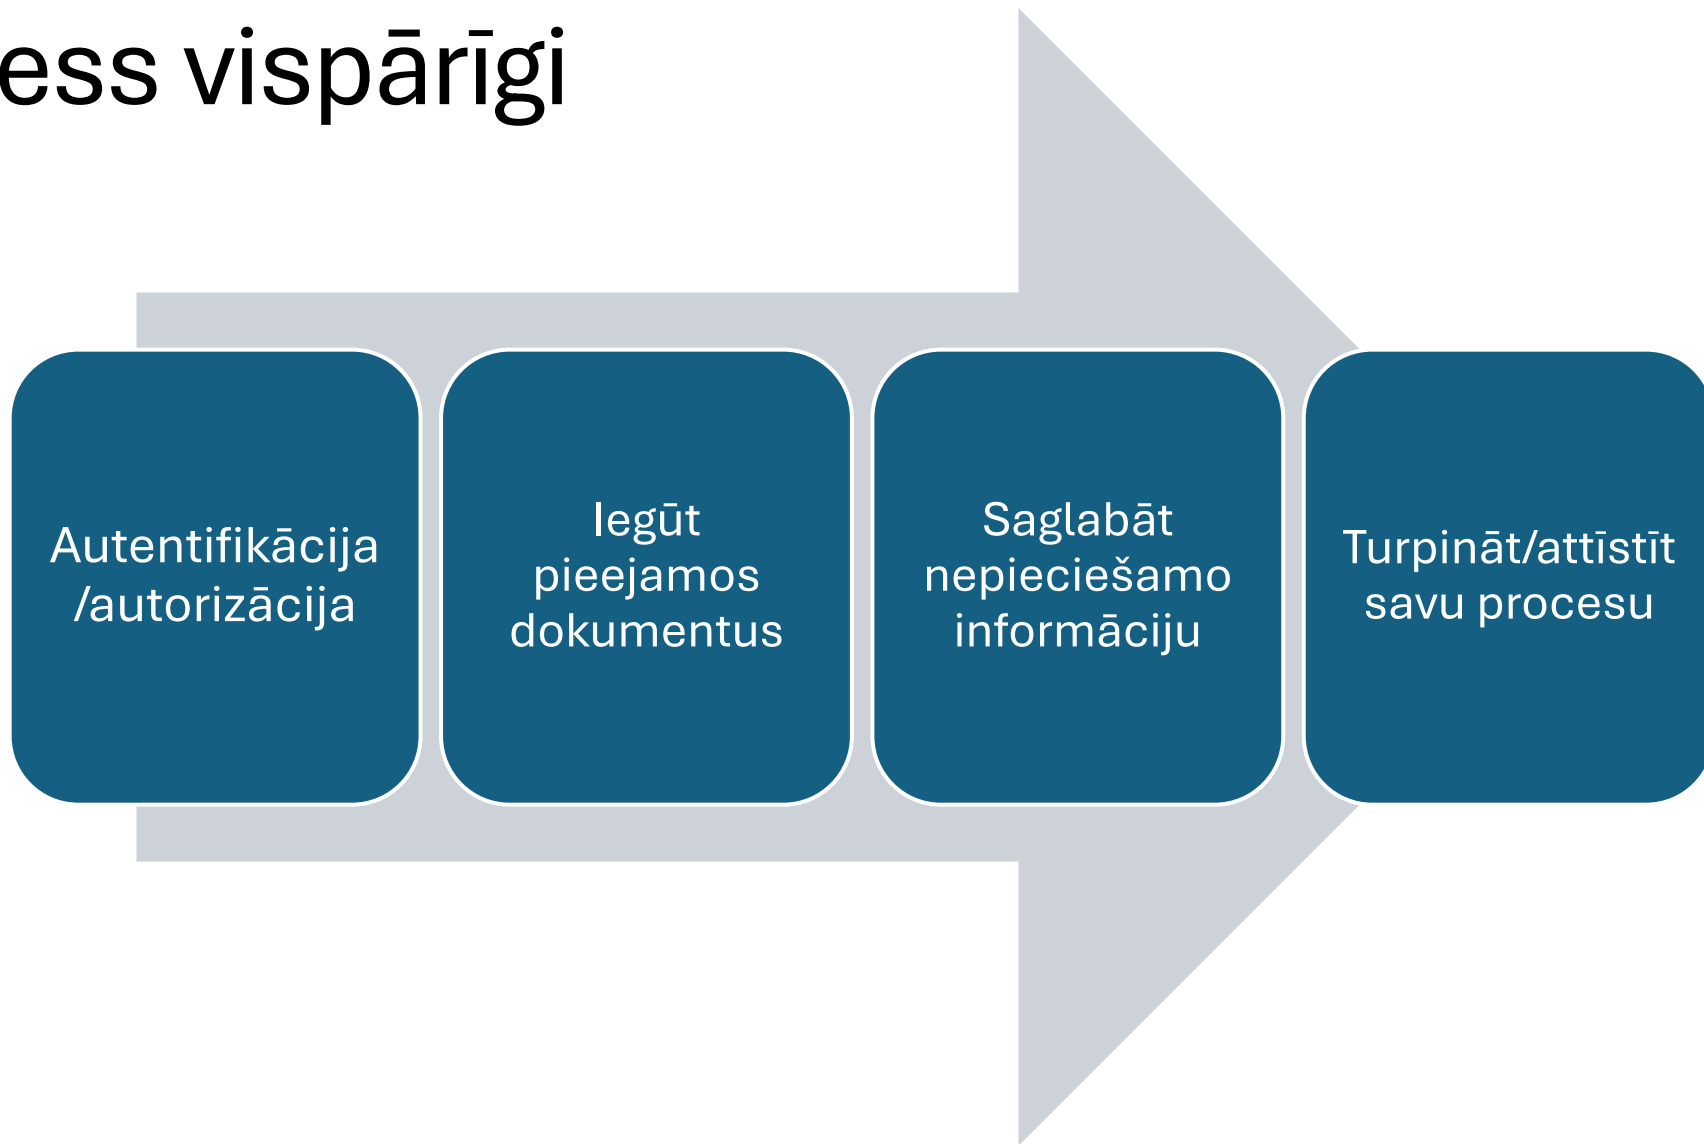 ess vispārīgi
Autentifikācija
/autorizācija
Iegūt
pieejamos
dokumentus
Saglabāt
nepieciešamo
informāciju
Turpināt/attīstīt
savu procesu